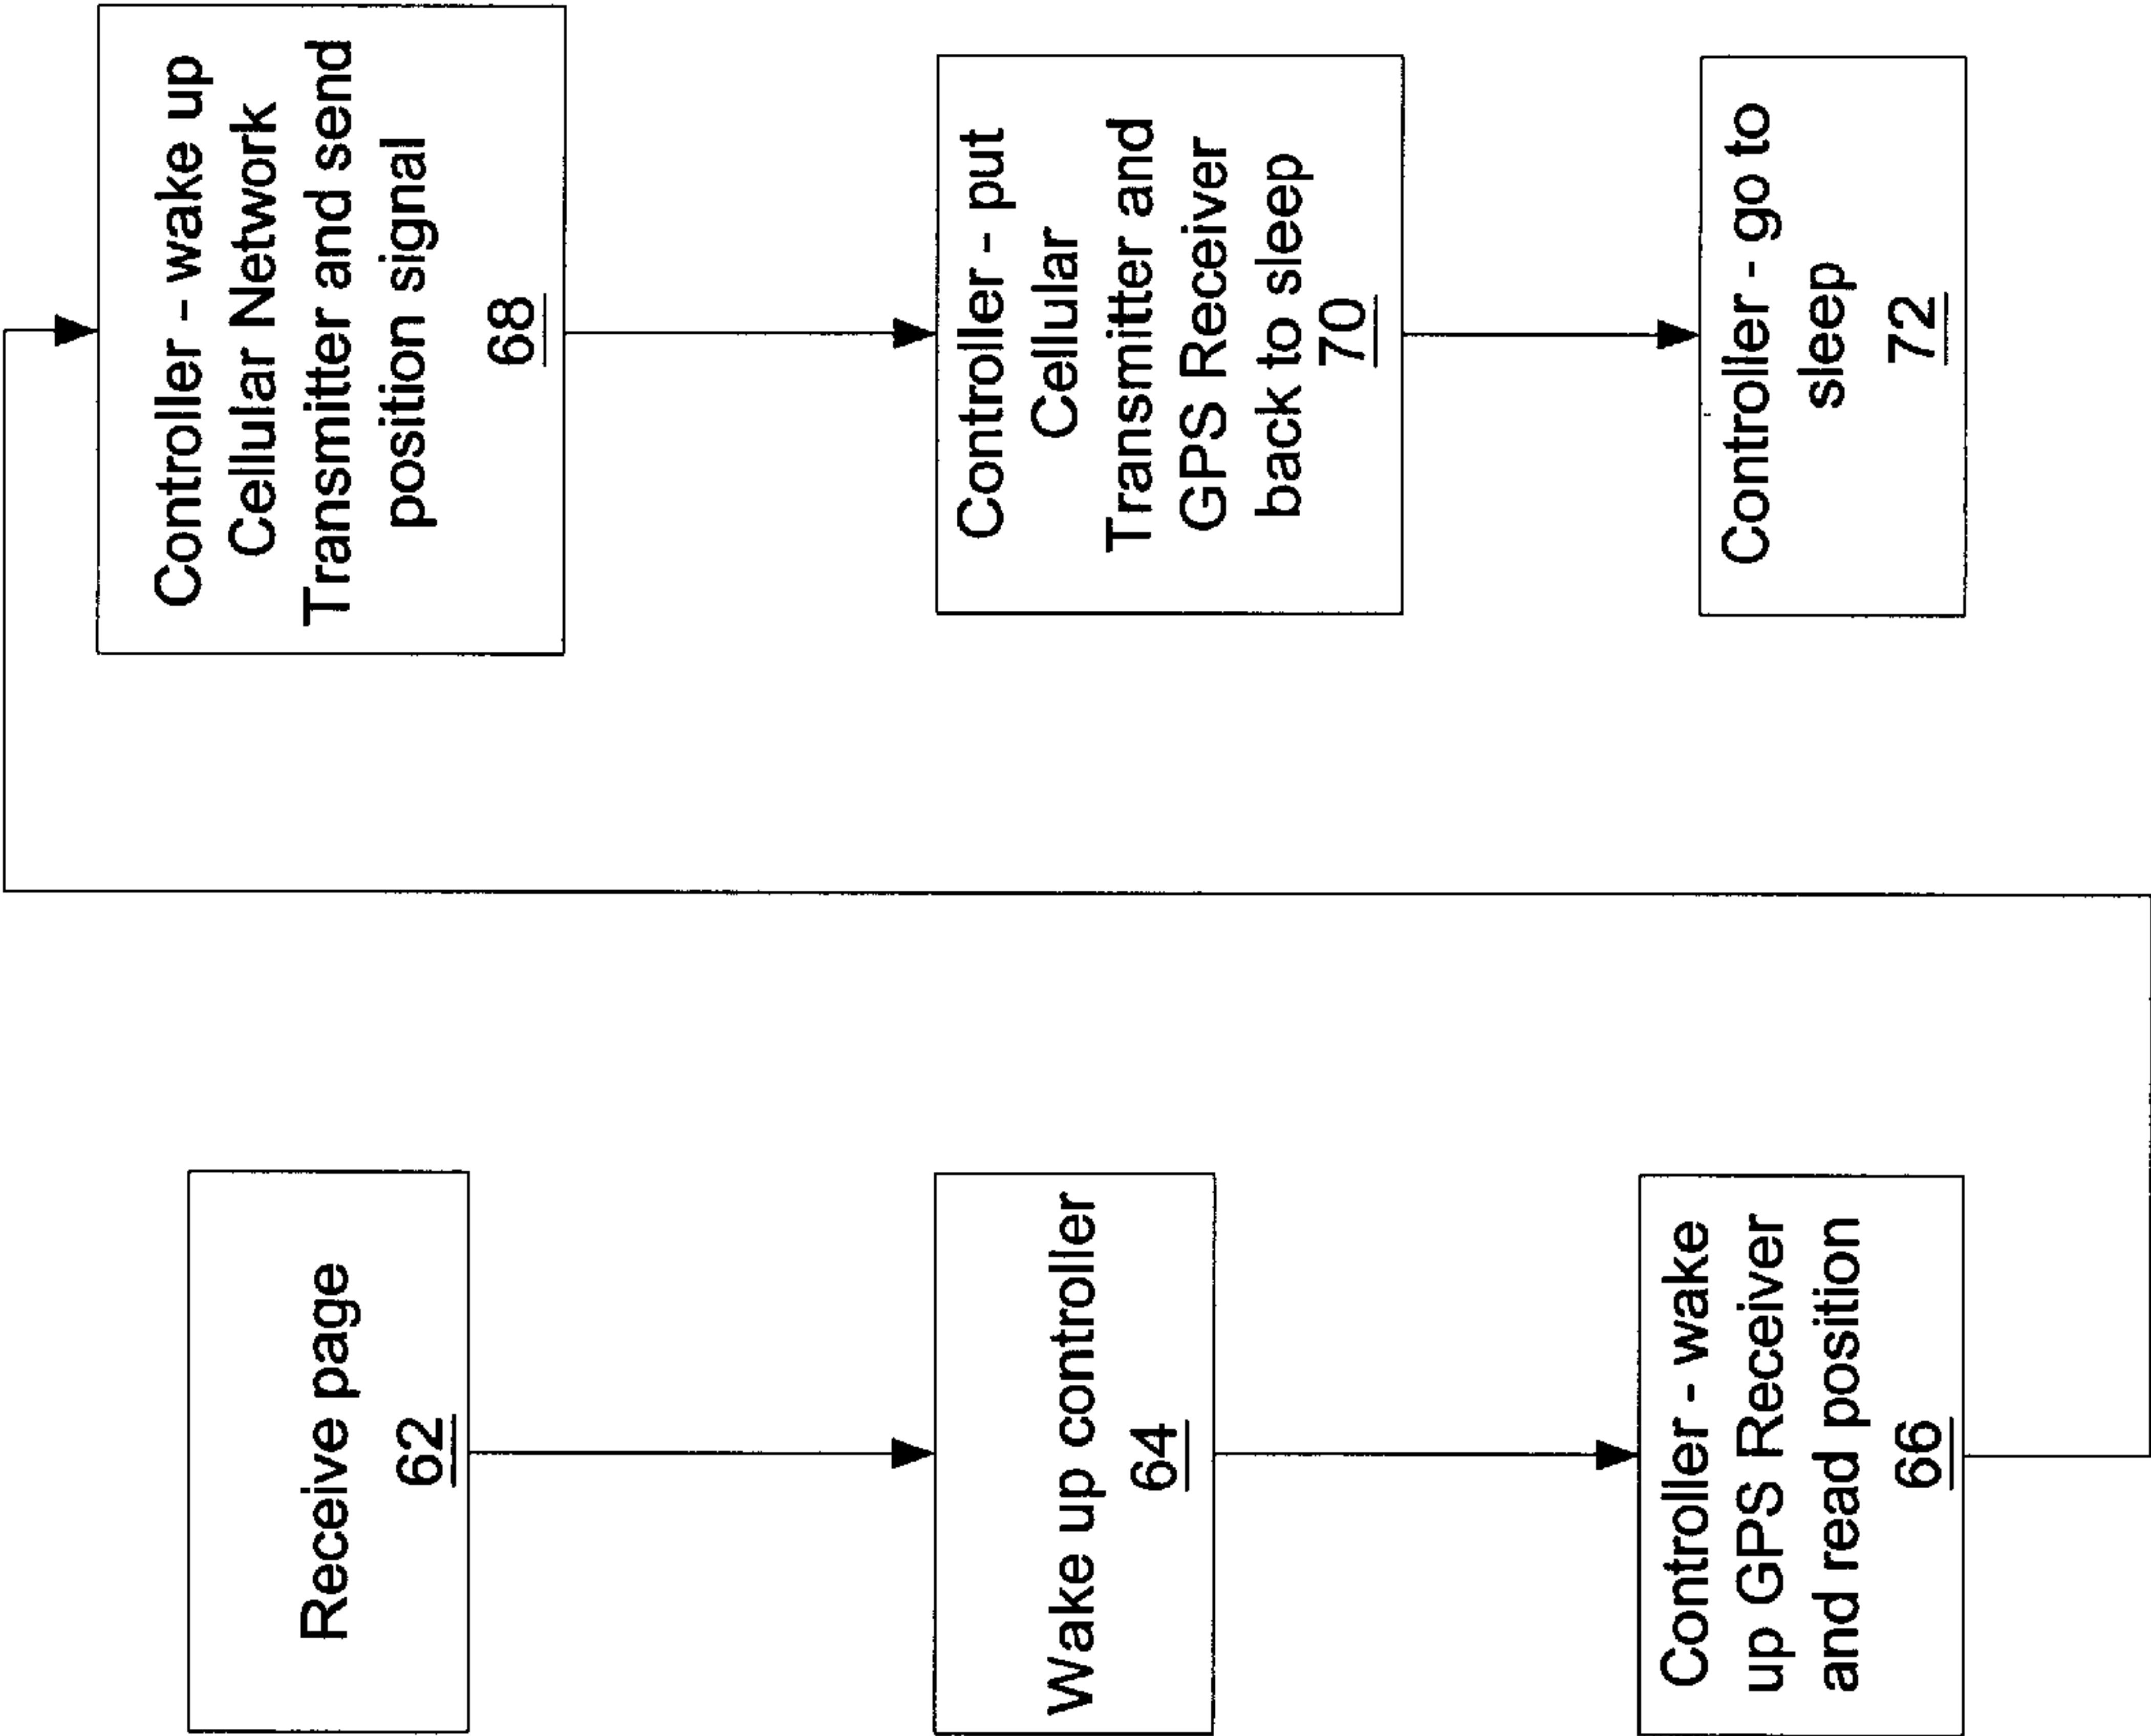 Receive page
62
Wake up controller
64
Controller - wake
up GPS Receiver
and read position
66
Controller - wake up
Cellular Network
Transmitter and send
position signal
68
Controller - put
Cellular
Transmitter and
GPS Receiver
back to sleep
70
Controller - go to
sleep
72